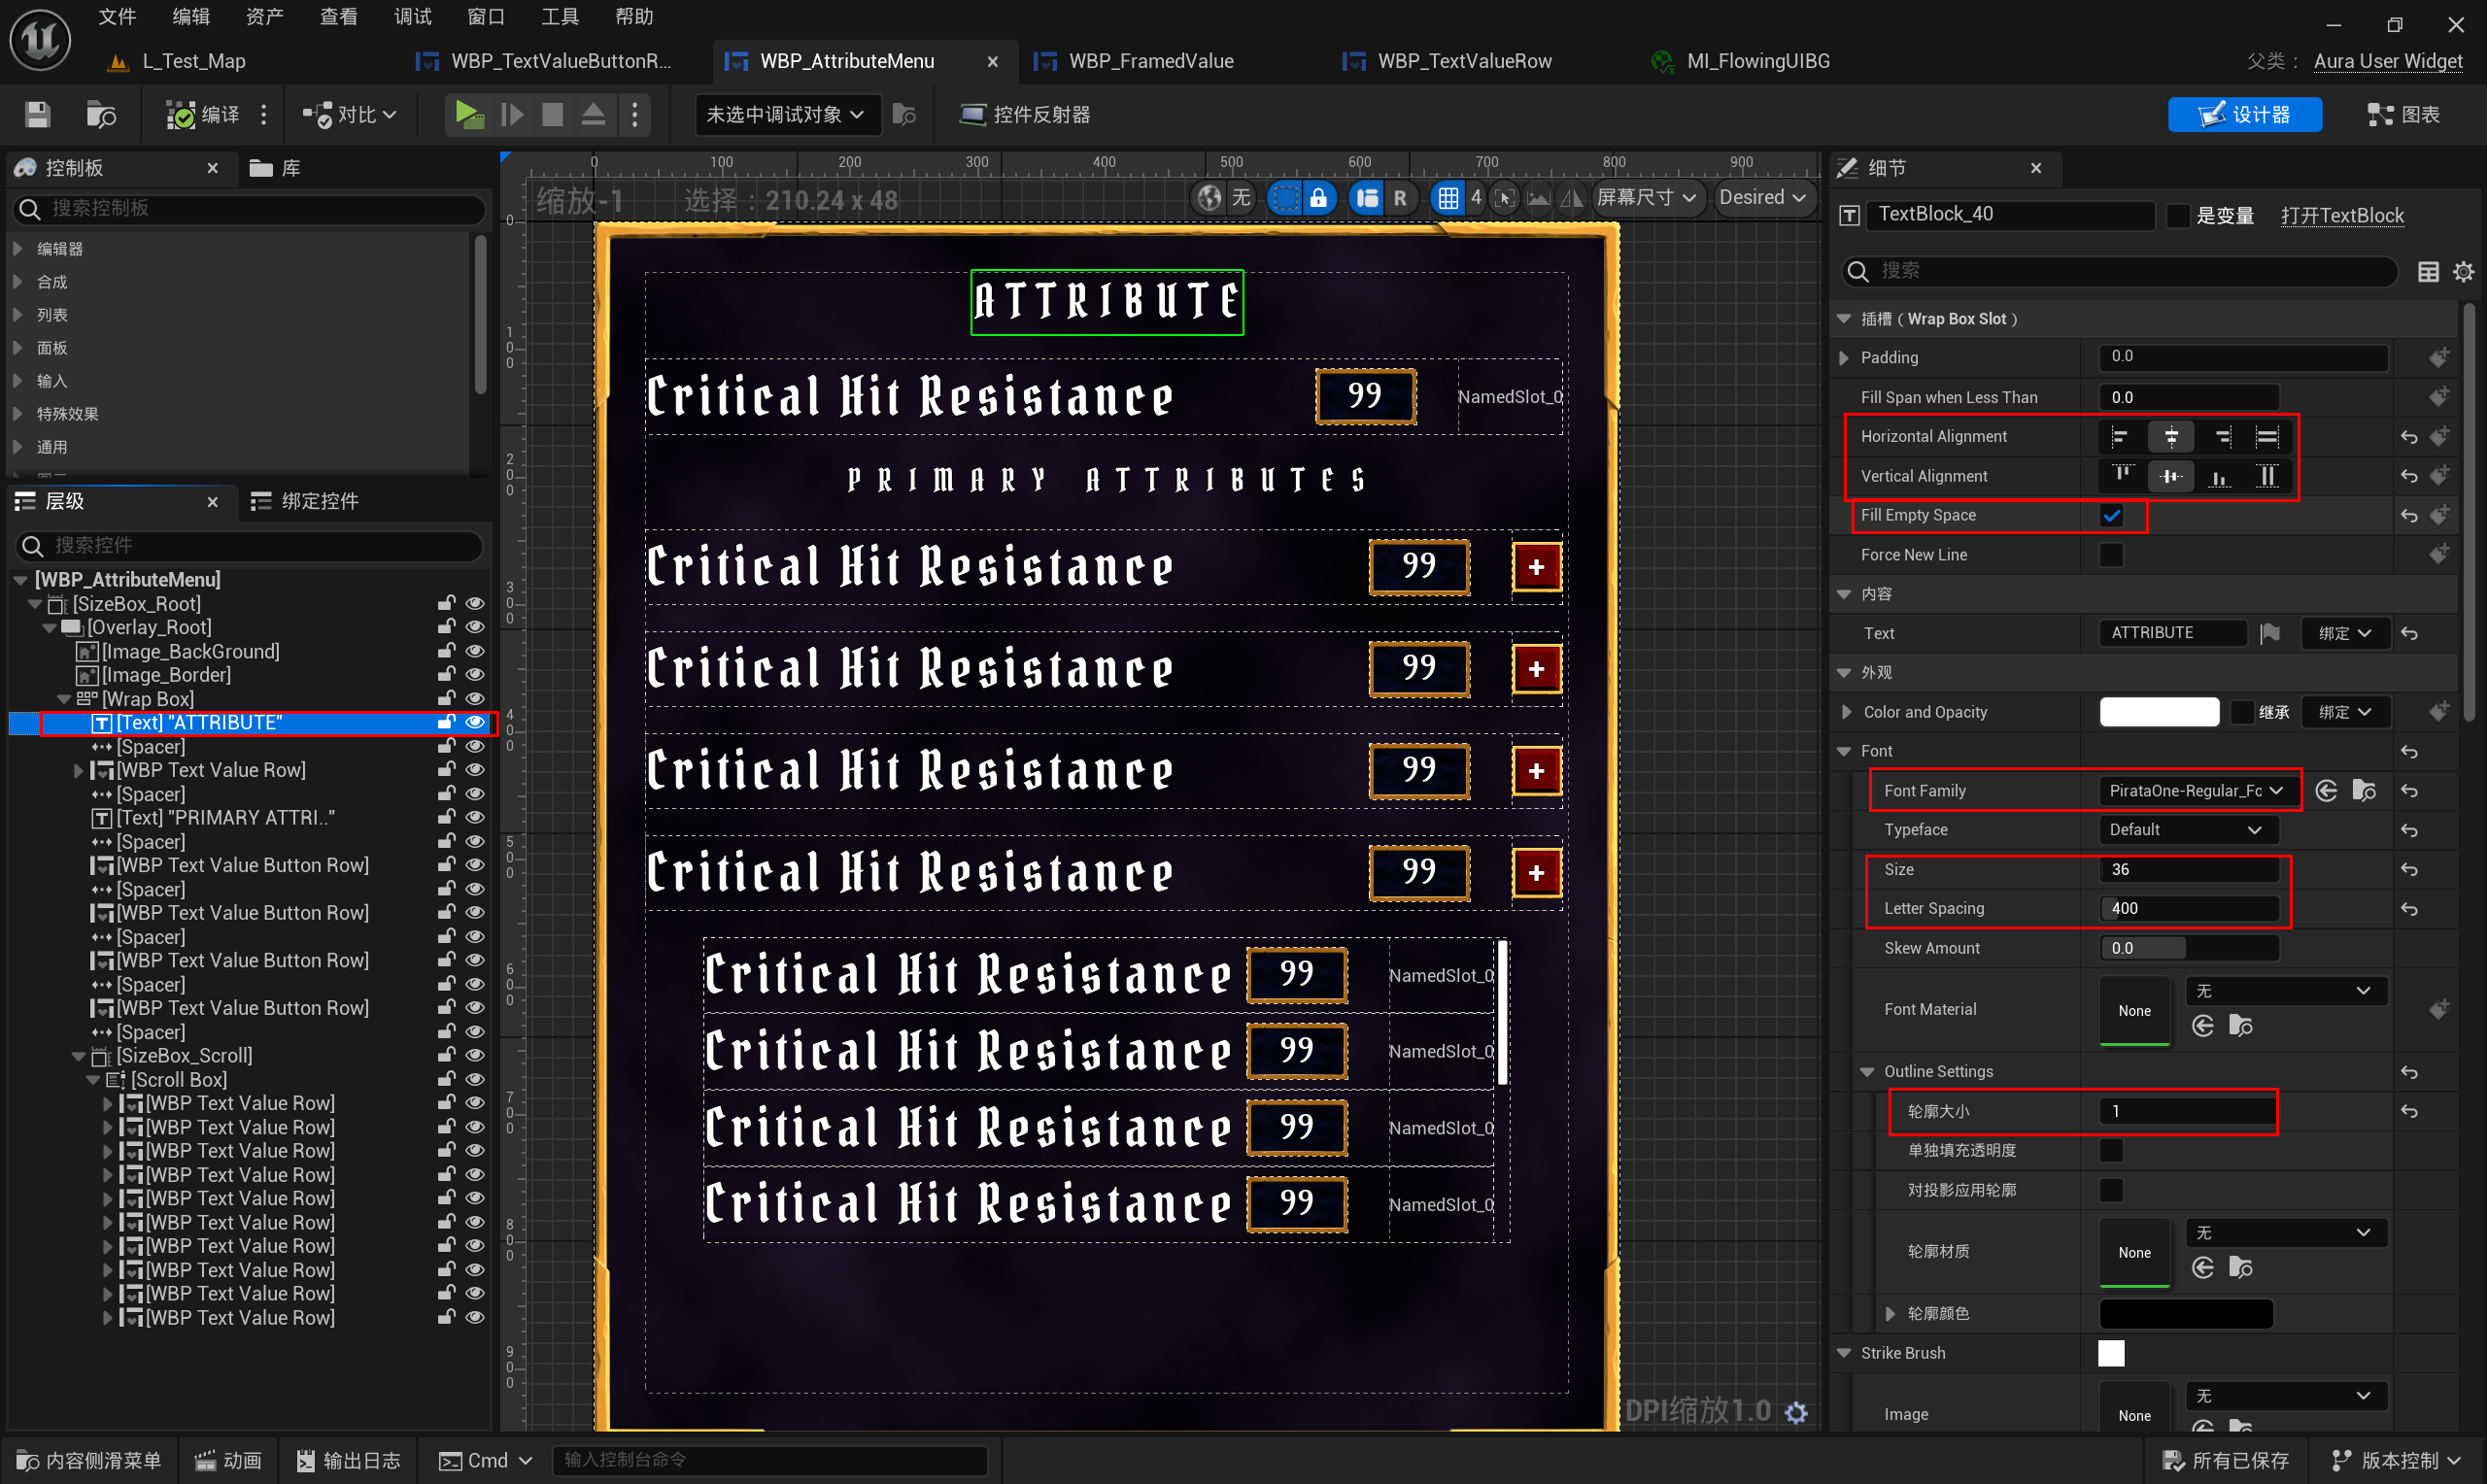 文件 编辑 资产 查看 调试 窗口 工具 帮助
L_Test_Map WBP_TextValueButtonR... WBP_AttributeMenu WBP_FramedValue WBP_TextValueRow MI_FlowingUIBG 父类： Aura User Widget
编译 对比 未选中调试对象 控件反射器 设计器 图表
控制板 库
搜索控制板
编辑器
合成
列表
面板
输入
特殊效果
通用
层级 绑定控件
搜索控件
[WBP_AttributeMenu]
[SizeBox_Root]
[Overlay_Root]
[Image_BackGround]
[Image_Border]
[Wrap Box]
[Text] "ATTRIBUTE"
[Spacer]
[WBP Text Value Row]
[Spacer]
[Text] "PRIMARY ATTRI.."
[Spacer]
[WBP Text Value Button Row]
[Spacer]
[WBP Text Value Button Row]
[Spacer]
[WBP Text Value Button Row]
[Spacer]
[WBP Text Value Button Row]
[Spacer]
[SizeBox_Scroll]
[Scroll Box]
[WBP Text Value Row]
[WBP Text Value Row]
[WBP Text Value Row]
[WBP Text Value Row]
[WBP Text Value Row]
[WBP Text Value Row]
[WBP Text Value Row]
[WBP Text Value Row]
[WBP Text Value Row]
[WBP Text Value Row]
0 100 200 300 400 500 600 700 800 900
缩放-1 选择：210.24 x 48 无 R 4 屏幕尺寸 Desired
0
100
200
300
400
500
600
700
800
900
ATTRIBUTE
Critical Hit Resistance 99 NamedSlot_0
PRIMARY ATTRIBUTES
Critical Hit Resistance 99 +
Critical Hit Resistance 99 +
Critical Hit Resistance 99 +
Critical Hit Resistance 99 +
Critical Hit Resistance 99 NamedSlot_0
Critical Hit Resistance 99 NamedSlot_0
Critical Hit Resistance 99 NamedSlot_0
Critical Hit Resistance 99 NamedSlot_0
DPI缩放1.0
细节
TextBlock_40 是变量 打开TextBlock
搜索
插槽（Wrap Box Slot）
Padding 0.0
Fill Span when Less Than 0.0
Horizontal Alignment
Vertical Alignment
Fill Empty Space
Force New Line
内容
Text ATTRIBUTE 绑定
外观
Color and Opacity 继承 绑定
Font
Font Family PirataOne-Regular_Fo
Typeface Default
Size 36
Letter Spacing 400
Skew Amount 0.0
Font Material None 无
Outline Settings
轮廓大小 1
单独填充透明度
对投影应用轮廓
轮廓材质 None 无
轮廓颜色
Strike Brush
Image None 无
内容侧滑菜单 动画 输出日志 Cmd 输入控制台命令 所有已保存 版本控制